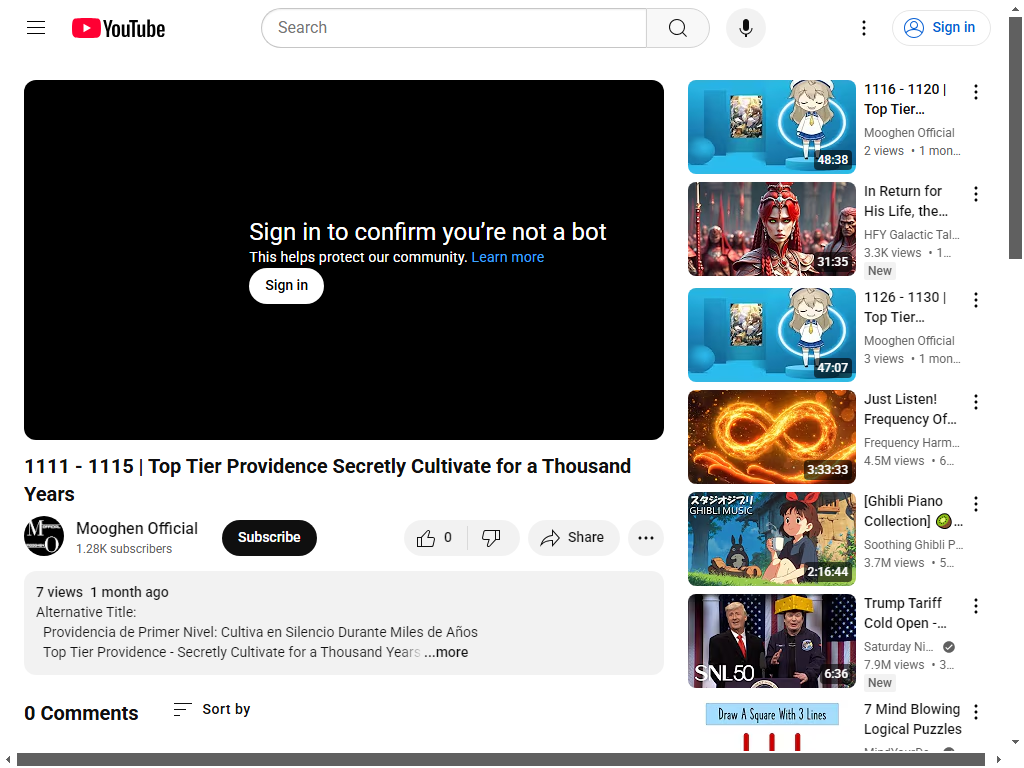 YouTube
Search
Sign in
Sign in to confirm you’re not a bot
This helps protect our community. Learn more
Sign in
1111 - 1115 | Top Tier Providence Secretly Cultivate for a Thousand
Years
Mooghen Official
1.28K subscribers
Subscribe
0
Share
7 views 1 month ago
Alternative Title:
Providencia de Primer Nivel: Cultiva en Silencio Durante Miles de Años
Top Tier Providence - Secretly Cultivate for a Thousand Years ...more
0 Comments
Sort by
48:38
1116 - 1120 |
Top Tier...
Mooghen Official
2 views • 1 mon...
31:35
In Return for
His Life, the...
HFY Galactic Tal...
3.3K views • 1...
New
47:07
1126 - 1130 |
Top Tier...
Mooghen Official
3 views • 1 mon...
3:33:33
Just Listen!
Frequency Of...
Frequency Harm...
4.5M views • 6...
スタジオジブリ
GHIBLI MUSIC
2:16:44
[Ghibli Piano
Collection] 🥝...
Soothing Ghibli P...
3.7M views • 5...
SNL50
6:36
Trump Tariff
Cold Open -...
Saturday Ni...
7.9M views • 3...
New
Draw A Square With 3 Lines
7 Mind Blowing
Logical Puzzles